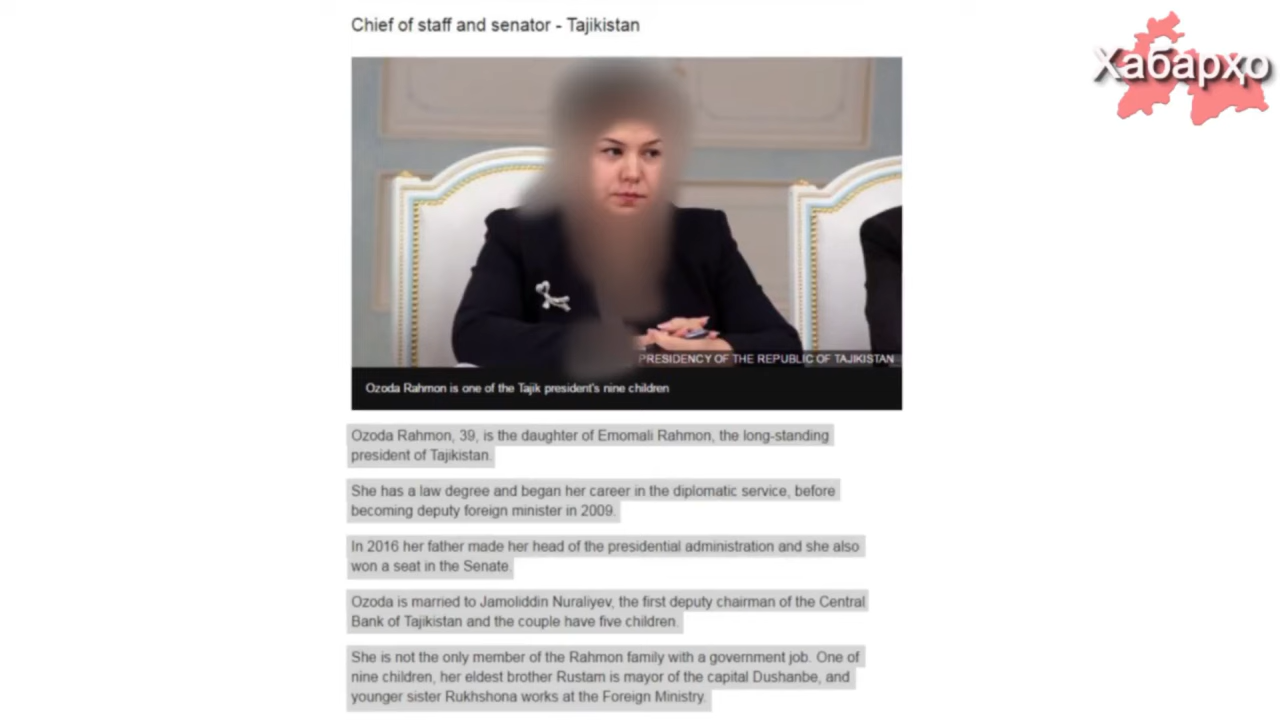 Chief of staff and senator - Tajikistan
Хабарҳо
PRESIDENCY OF THE REPUBLIC OF TAJIKISTAN
Ozoda Rahmon is one of the Tajik president's nine children
Ozoda Rahmon, 39, is the daughter of Emomali Rahmon, the long-standing
president of Tajikistan.
She has a law degree and began her career in the diplomatic service, before
becoming deputy foreign minister in 2009.
In 2016 her father made her head of the presidential administration and she also
won a seat in the Senate.
Ozoda is married to Jamoliddin Nuraliyev, the first deputy chairman of the Central
Bank of Tajikistan and the couple have five children.
She is not the only member of the Rahmon family with a government job. One of
nine children, her eldest brother Rustam is mayor of the capital Dushanbe, and
younger sister Rukhshona works at the Foreign Ministry.